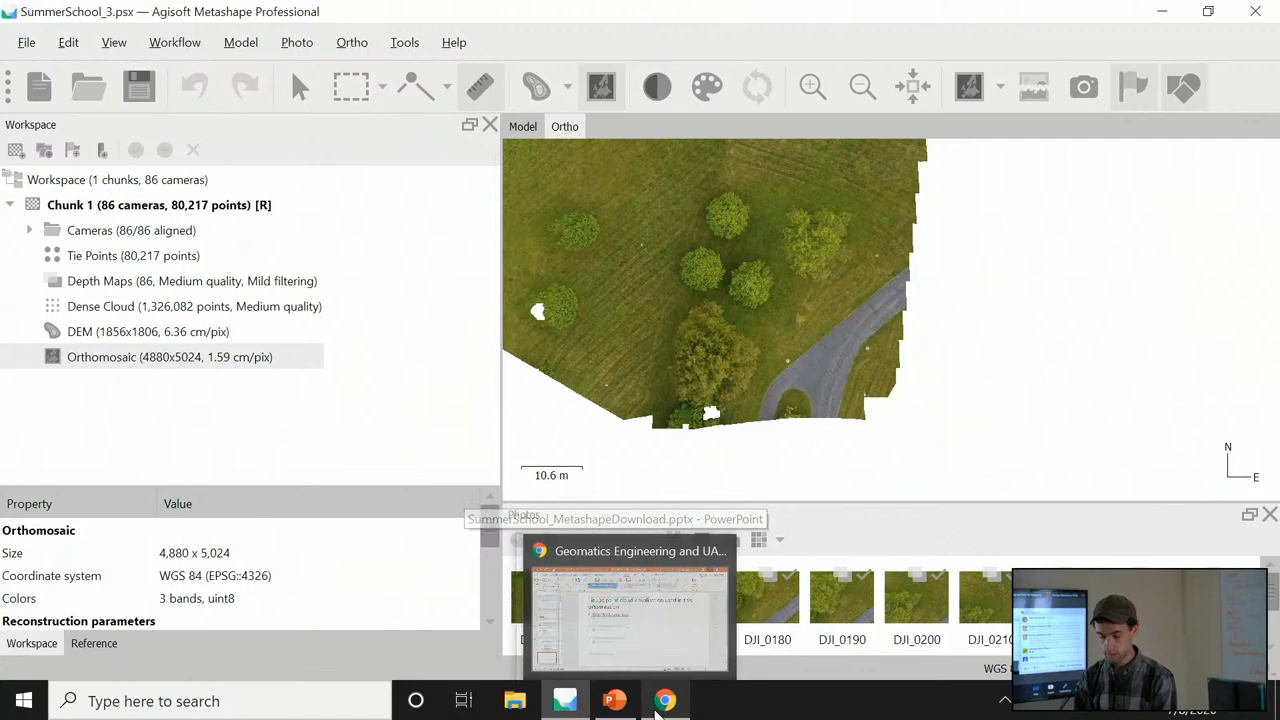 SummerSchool_3.psx — Agisoft Metashape Professional
File Edit View Workflow Model Photo Ortho Tools Help
Workspace
Model Ortho
Workspace (1 chunks, 86 cameras)
Chunk 1 (86 cameras, 80,217 points) [R]
Cameras (86/86 aligned)
Tie Points (80,217 points)
Depth Maps (86, Medium quality, Mild filtering)
Dense Cloud (1,326,082 points, Medium quality)
DEM (1856x1806, 6.36 cm/pix)
Orthomosaic (4880x5024, 1.59 cm/pix)
N
E
10.6 m
Property Value
Orthomosaic
Size 4,880 x 5,024
Coordinate system WGS 84 (EPSG::4326)
Colors 3 bands, uint8
Reconstruction parameters
Workspace Reference
Photos
SummerSchool_MetashapeDownload.pptx - PowerPoint
Geomatics Engineering and UA...
DJI_0180 DJI_0190 DJI_0200 DJI_0210
WGS 8
Type here to search